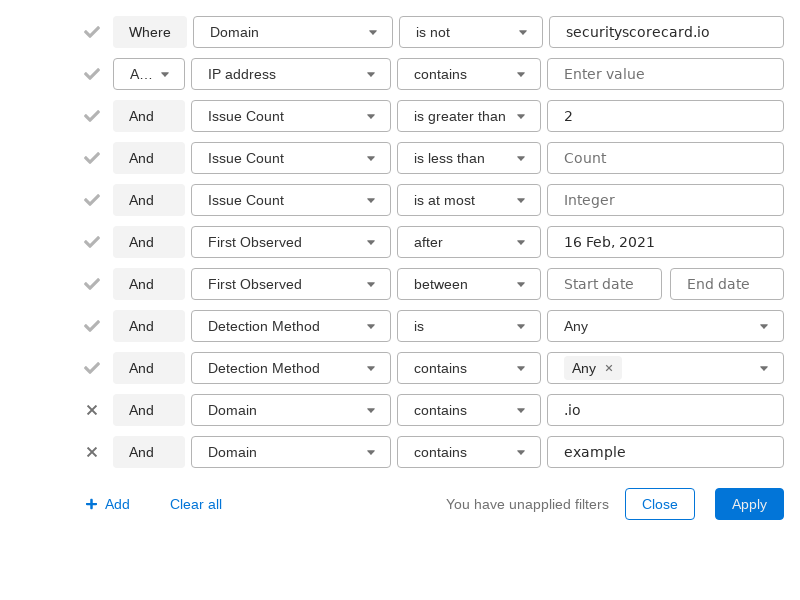 Where Domain is not securityscorecard.io
A… IP address contains Enter value
And Issue Count is greater than 2
And Issue Count is less than Count
And Issue Count is at most Integer
And First Observed after 16 Feb, 2021
And First Observed between Start date End date
And Detection Method is Any
And Detection Method contains Any ×
And Domain contains .io
And Domain contains example
+ Add Clear all You have unapplied filters Close Apply